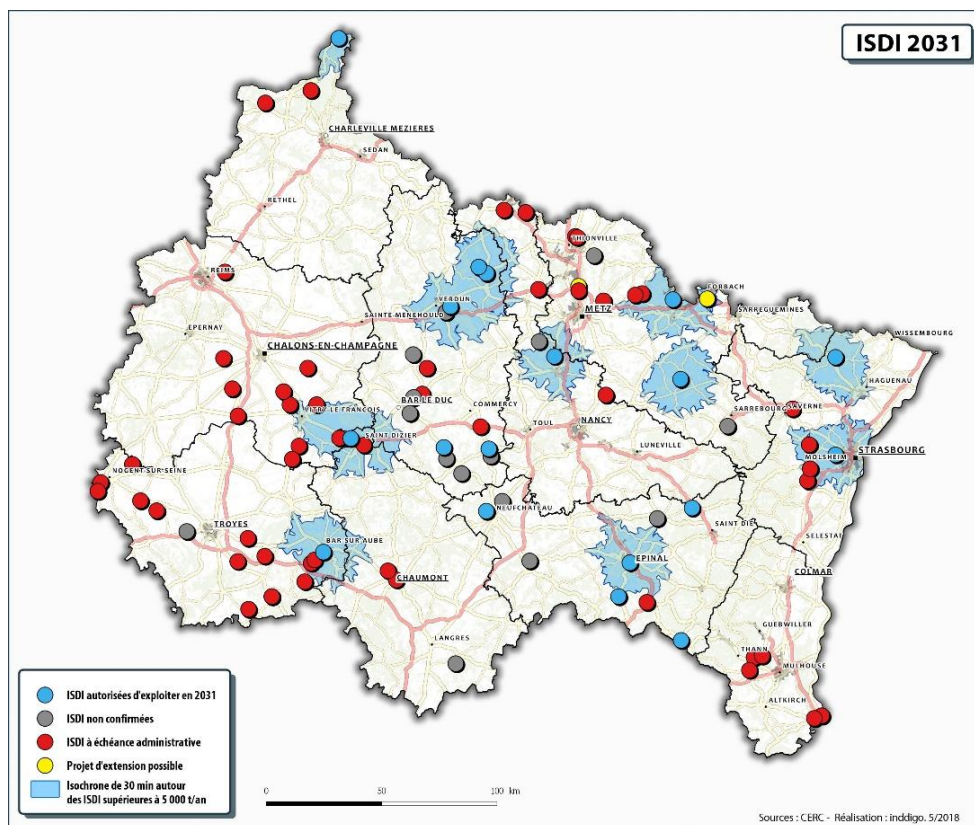 ISDI 2031
CHARLEVILLE MEZIERES
SEDAN
RETHEL
THIONVILLE
REIMS
FORBACH
VERDUN
SAINTE MENEHOULD
METZ
SARREGUEMINES
EPERNAY
WISSEMBOURG
CHALONS-EN-CHAMPAGNE
HAGUENAU
BAR LE DUC
COMMERCY
SARREBOURG
SAVERNE
ITRY LE FRANCOIS
TOUL
NANCY
SAINT DIZIER
LUNEVILLE
STRASBOURG
MOLSHEIM
NOGENT-SUR-SEINE
NEUFCHATEAU
TROYES
SAINT DIE
BAR SUR AUBE
SELESTAT
EPINAL
CHAUMONT
COLMAR
GUEBWILLER
LANGRES
THANN
MULHOUSE
ALTKIRCH
ISDI autorisées d'exploiter en 2031
ISDI non confirmées
ISDI à échéance administrative
Projet d'extension possible
Isochrone de 30 min autour
des ISDI supérieures à 5 000 t/an
0 50 100 km
Sources : CERC - Réalisation : inddigo. 5/2018